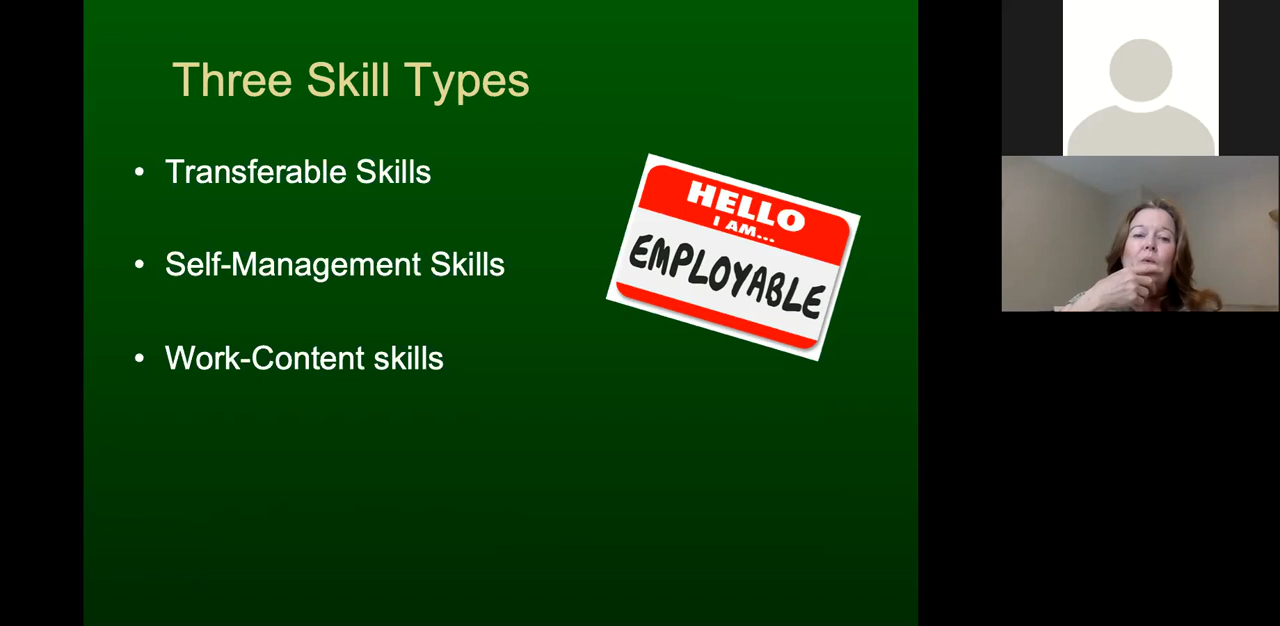 Three Skill Types
• Transferable Skills
• Self-Management Skills
• Work-Content skills
HELLO
I AM...
EMPLOYABLE